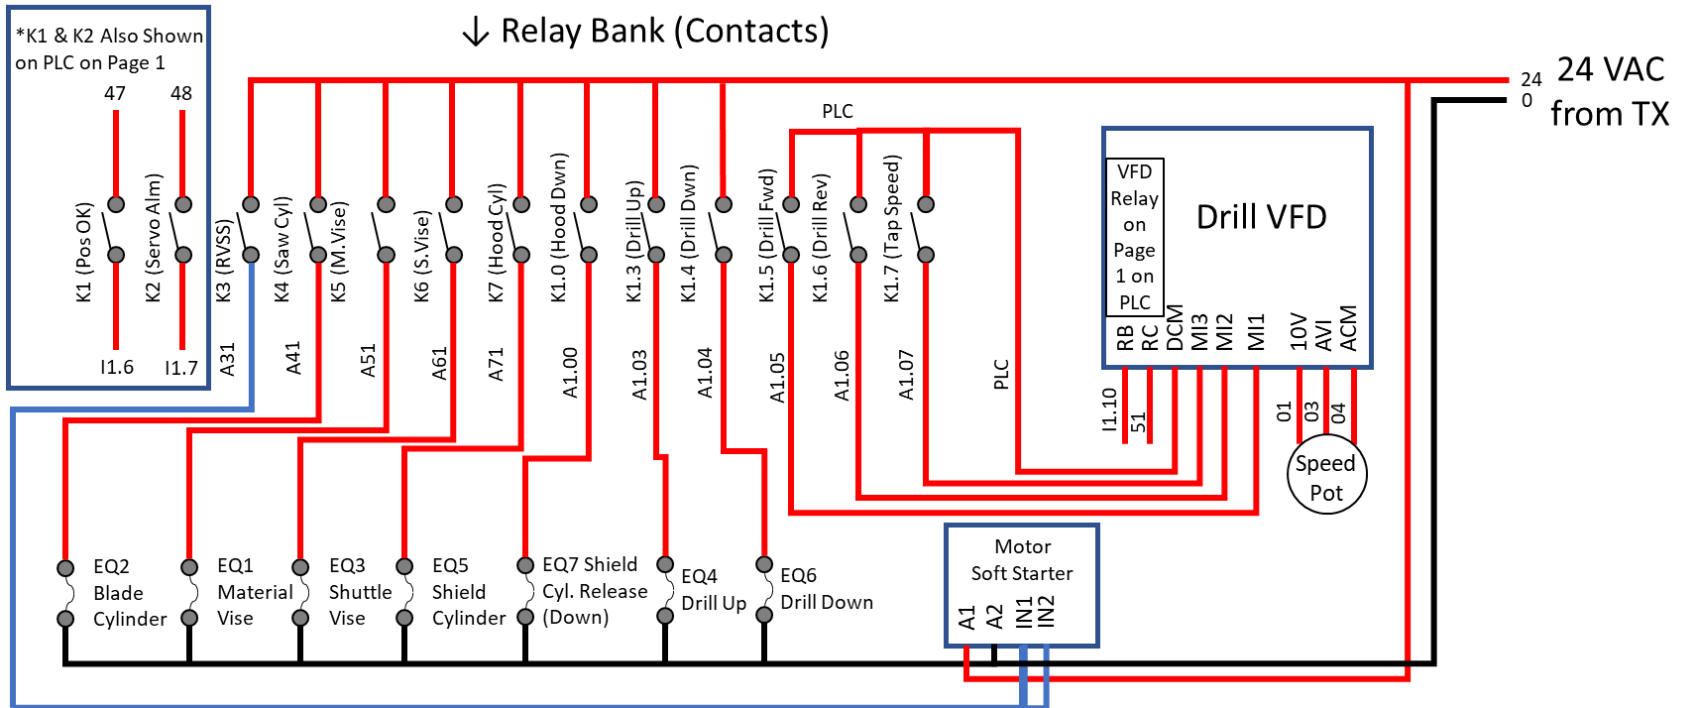 ↓ Relay Bank (Contacts)
*K1 & K2 Also Shown
on PLC on Page 1
47
48
24
0
24 VAC
from TX
PLC
K1 (Pos OK)
K2 (Servo Alm)
K3 (RVSS)
K4 (Saw Cyl)
K5 (M.Vise)
K6 (S.Vise)
K7 (Hood Cyl)
K1.0 (Hood Dwn)
K1.3 (Drill Up)
K1.4 (Drill Dwn)
K1.5 (Drill Fwd)
K1.6 (Drill Rev)
K1.7 (Tap Speed)
VFD
Relay
on
Page
1 on
PLC
Drill VFD
RB
RC
DCM
MI3
MI2
MI1
10V
AVI
ACM
I1.6
I1.7
A31
A41
A51
A61
A71
A1.00
A1.03
A1.04
A1.05
A1.06
A1.07
PLC
I1.10
51
01
03
04
Speed
Pot
EQ2
Blade
Cylinder
EQ1
Material
Vise
EQ3
Shuttle
Vise
EQ5
Shield
Cylinder
EQ7 Shield
Cyl. Release
(Down)
EQ4
Drill Up
EQ6
Drill Down
Motor
Soft Starter
A1
A2
IN1
IN2